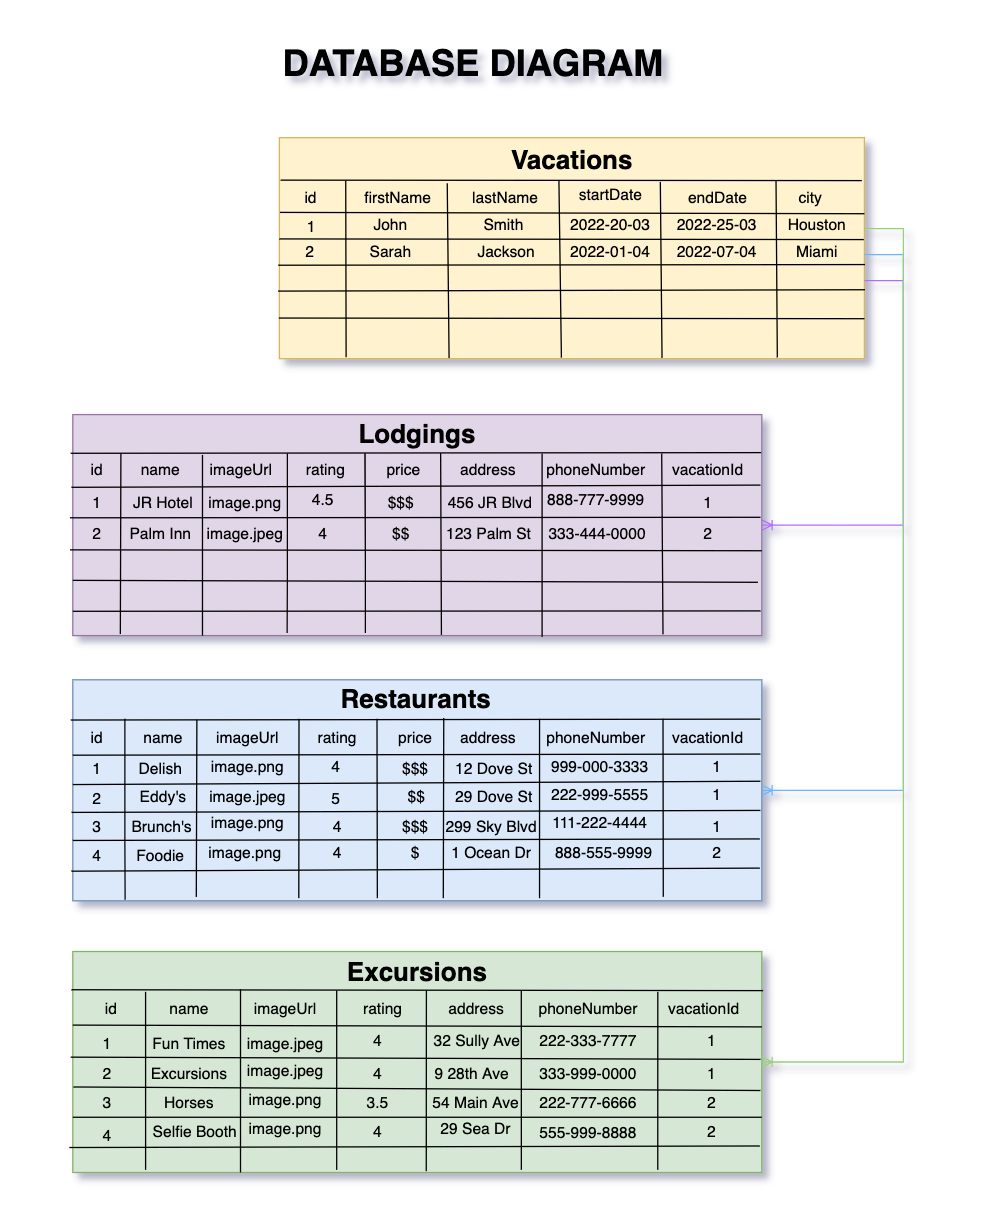 DATABASE DIAGRAM
Vacations
id firstName lastName startDate endDate city
1 John Smith 2022-20-03 2022-25-03 Houston
2 Sarah Jackson 2022-01-04 2022-07-04 Miami
Lodgings
id name imageUrl rating price address phoneNumber vacationId
1 JR Hotel image.png 4.5 $$$ 456 JR Blvd 888-777-9999 1
2 Palm Inn image.jpeg 4 $$ 123 Palm St 333-444-0000 2
Restaurants
id name imageUrl rating price address phoneNumber vacationId
1 Delish image.png 4 $$$ 12 Dove St 999-000-3333 1
2 Eddy's image.jpeg 5 $$ 29 Dove St 222-999-5555 1
3 Brunch's image.png 4 $$$ 299 Sky Blvd 111-222-4444 1
4 Foodie image.png 4 $ 1 Ocean Dr 888-555-9999 2
Excursions
id name imageUrl rating address phoneNumber vacationId
1 Fun Times image.jpeg 4 32 Sully Ave 222-333-7777 1
2 Excursions image.jpeg 4 9 28th Ave 333-999-0000 1
3 Horses image.png 3.5 54 Main Ave 222-777-6666 2
4 Selfie Booth image.png 4 29 Sea Dr 555-999-8888 2